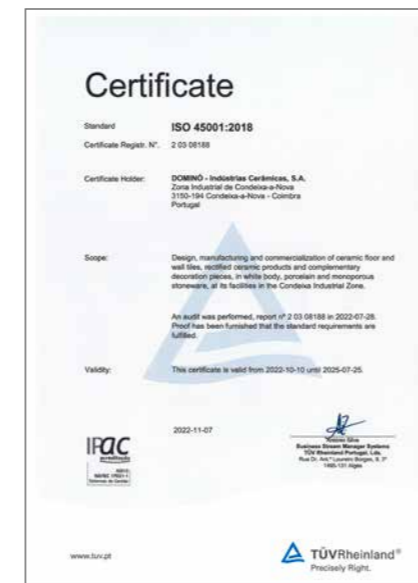 Certificate
Standard ISO 45001:2018
Certificate Registr. Nº. 2 03 08188
Certificate Holder: DOMINÓ - Indústrias Cerâmicas, S.A.
Zona Industrial de Condeixa-a-Nova
3150-194 Condeixa-a-Nova - Coimbra
Portugal
Scope: Design, manufacturing and commercialization of ceramic floor and
wall tiles, rectified ceramic products and complementary
decoration pieces, in white body, porcelain and monoporous
stoneware, at its facilities in the Condeixa Industrial Zone.
An audit was performed, report nº 2 03 08188 in 2022-07-28.
Proof has been furnished that the standard requirements are
fulfilled.
Validity: This certificate is valid from 2022-10-10 until 2025-07-25.
2022-11-07
IPAC
acreditação
Business Stream Manager Systems
TÜV Rheinland Portugal, Lda.
www.tuv.pt
TÜVRheinland®
Precisely Right.